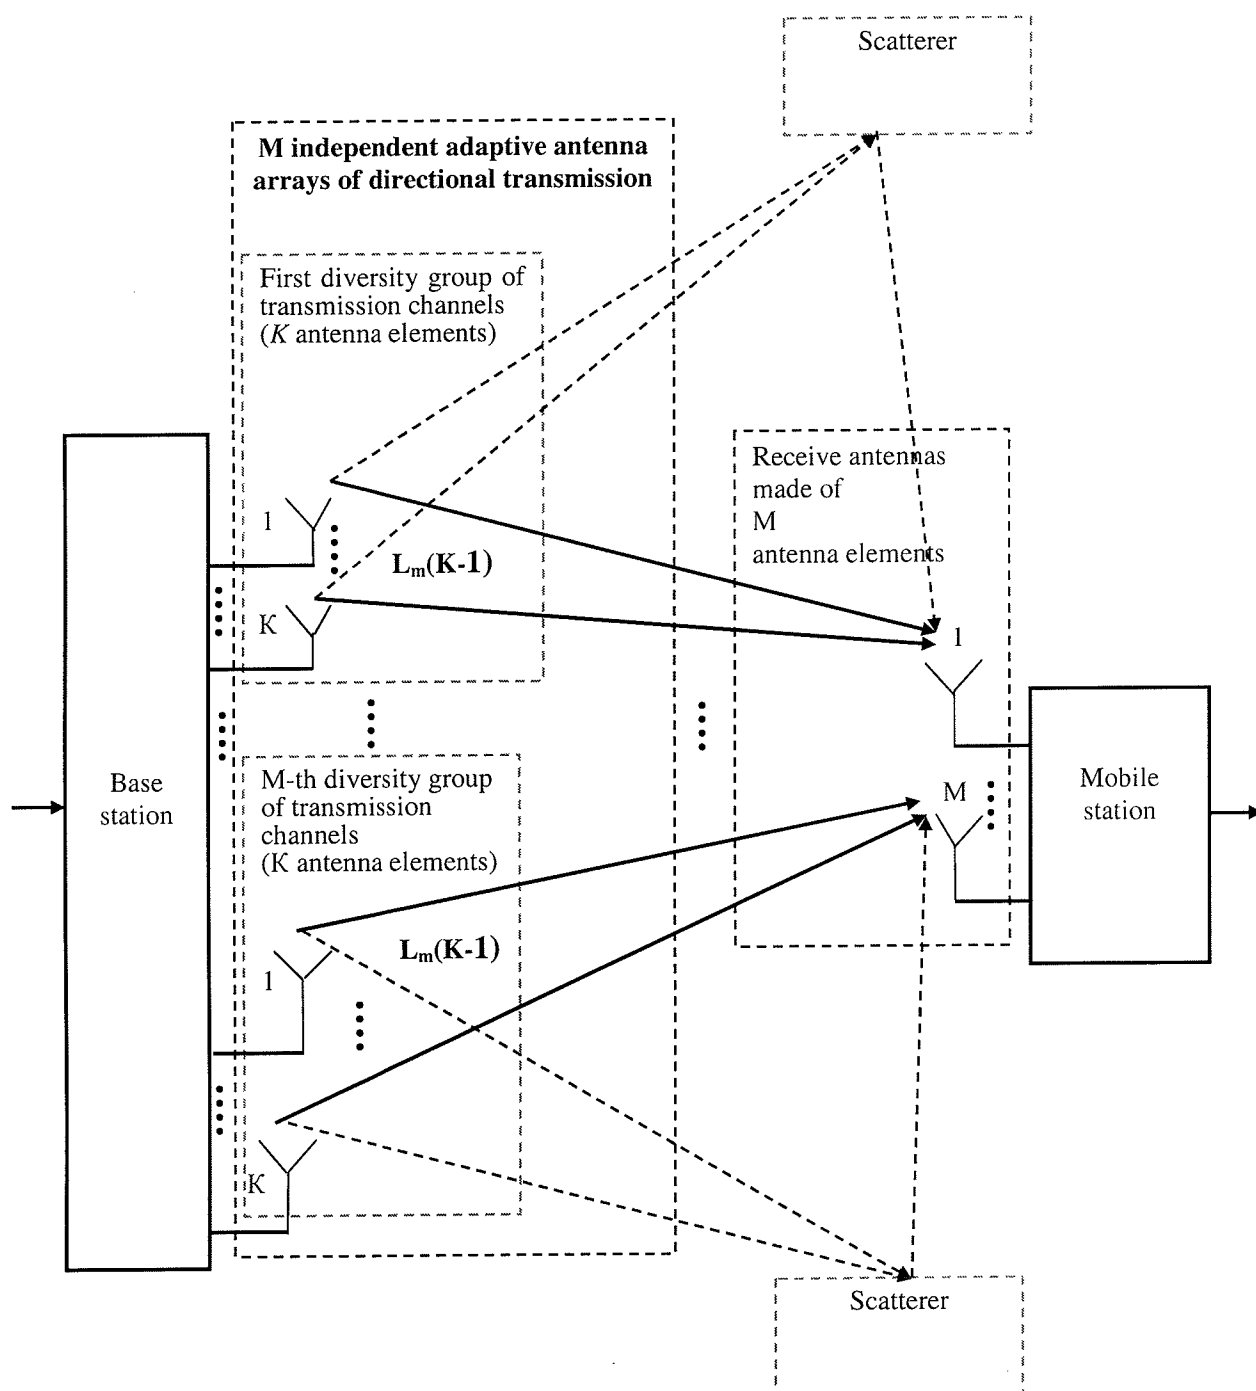 Scatterer
M independent adaptive antenna
arrays of directional transmission
First diversity group of
transmission channels
(K antenna elements)
Receive antennas
made of
M
antenna elements
1
Lm(K-1)
K
1
Base
station
M-th diversity group
of transmission
channels
(K antenna elements)
M
Mobile
station
Lm(K-1)
1
K
Scatterer